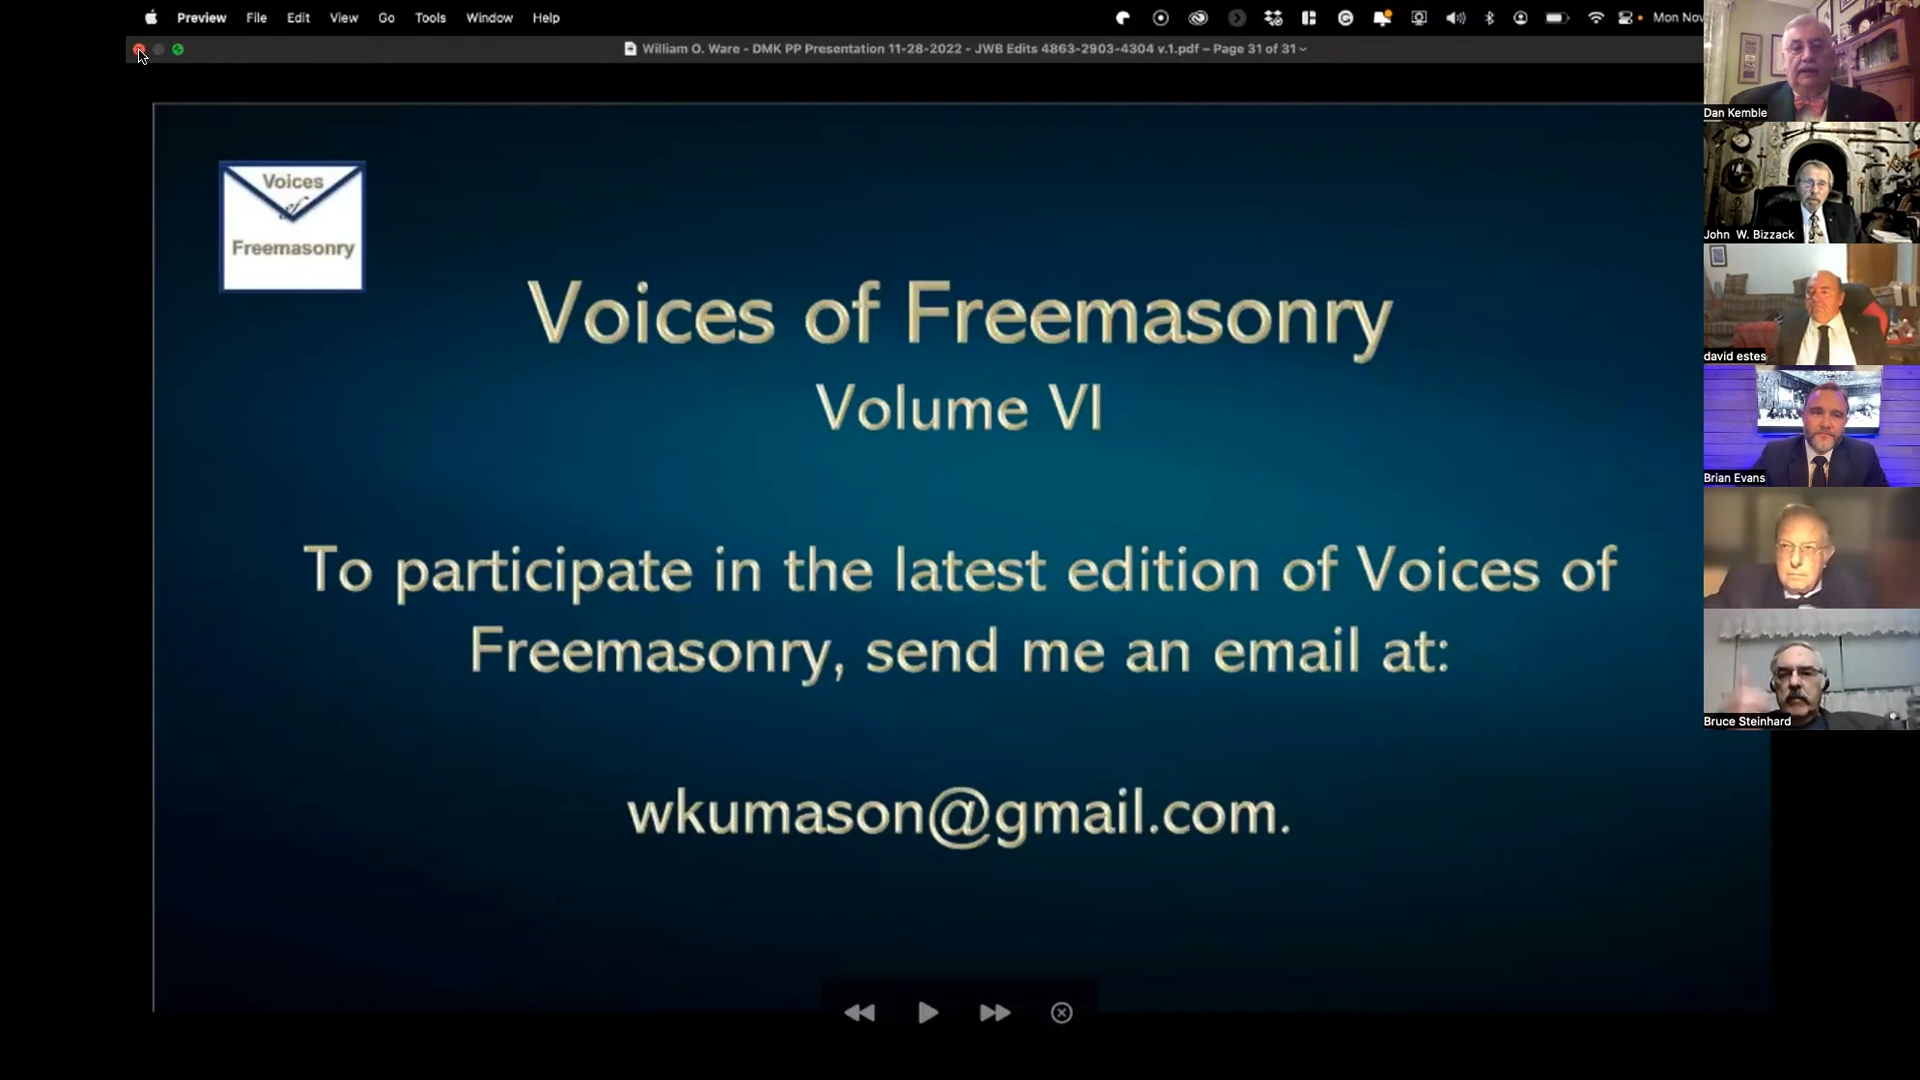 Preview File Edit View Go Tools Window Help
Mon Nov
William O. Ware - DMK PP Presentation 11-28-2022 - JWB Edits 4863-2903-4304 v.1.pdf – Page 31 of 31
Voices
of
Freemasonry
Voices of Freemasonry
Volume VI
To participate in the latest edition of Voices of
Freemasonry, send me an email at:
wkumason@gmail.com.
Dan Kemble
John W. Bizzack
david estes
Brian Evans
Bruce Steinhard